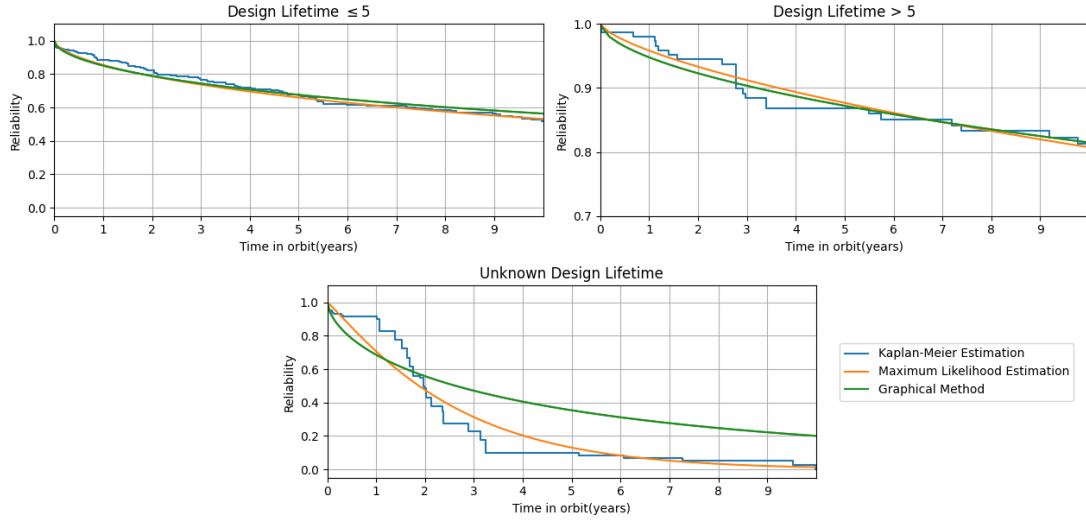 Design Lifetime ≤5
Reliability
1.0
0.8
0.6
0.4
0.2
0.0
0 1 2 3 4 5 6 7 8 9
Time in orbit(years)
Design Lifetime > 5
Reliability
1.0
0.9
0.8
0.7
0 1 2 3 4 5 6 7 8 9
Time in orbit(years)
Unknown Design Lifetime
Reliability
1.0
0.8
0.6
0.4
0.2
0.0
0 1 2 3 4 5 6 7 8 9
Time in orbit(years)
Kaplan-Meier Estimation
Maximum Likelihood Estimation
Graphical Method